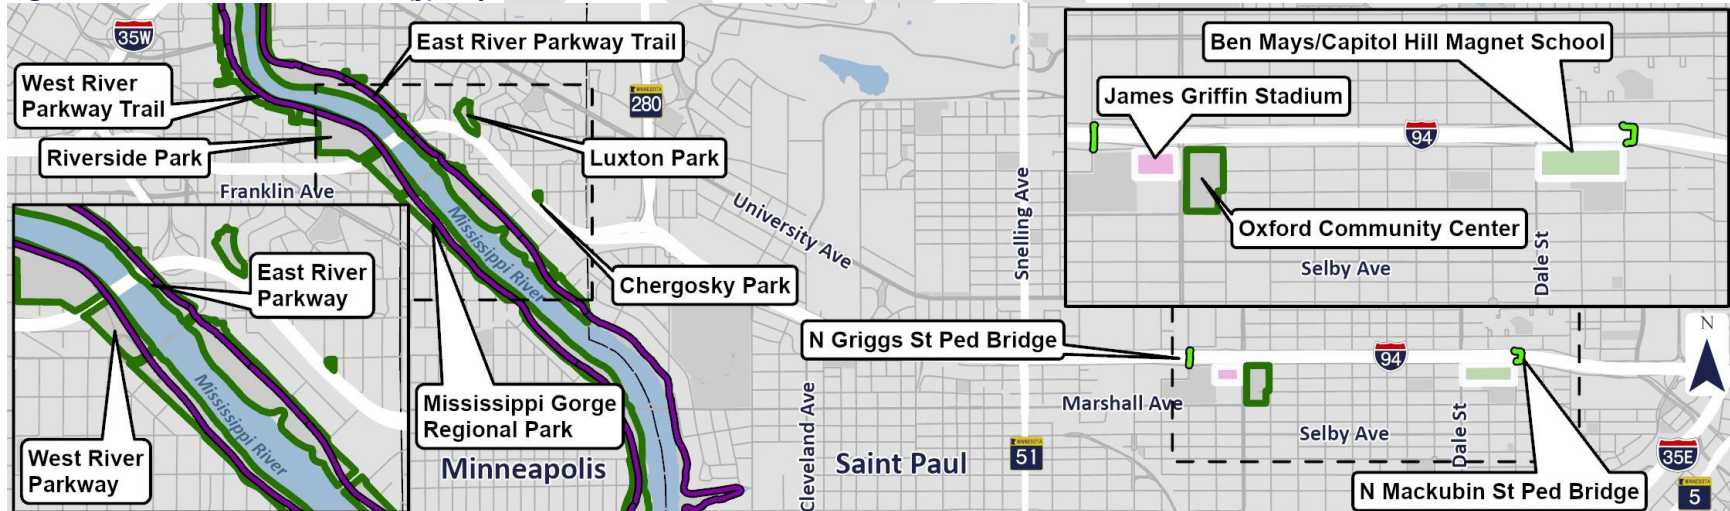 35W
East River Parkway Trail
West River
Parkway Trail
MINNESOTA
280
Riverside Park
Luxton Park
Franklin Ave
University Ave
Snelling Ave
Mississippi River
Chergosky Park
East River
Parkway
West River
Parkway
Mississippi River
Mississippi Gorge
Regional Park
Minneapolis
Saint Paul
Cleveland Ave
Ben Mays/Capitol Hill Magnet School
James Griffin Stadium
94
Oxford Community Center
Selby Ave
Dale St
N Griggs St Ped Bridge
94
N
Marshall Ave
Selby Ave
Dale St
MINNESOTA
51
35E
N Mackubin St Ped Bridge
MINNESOTA
5